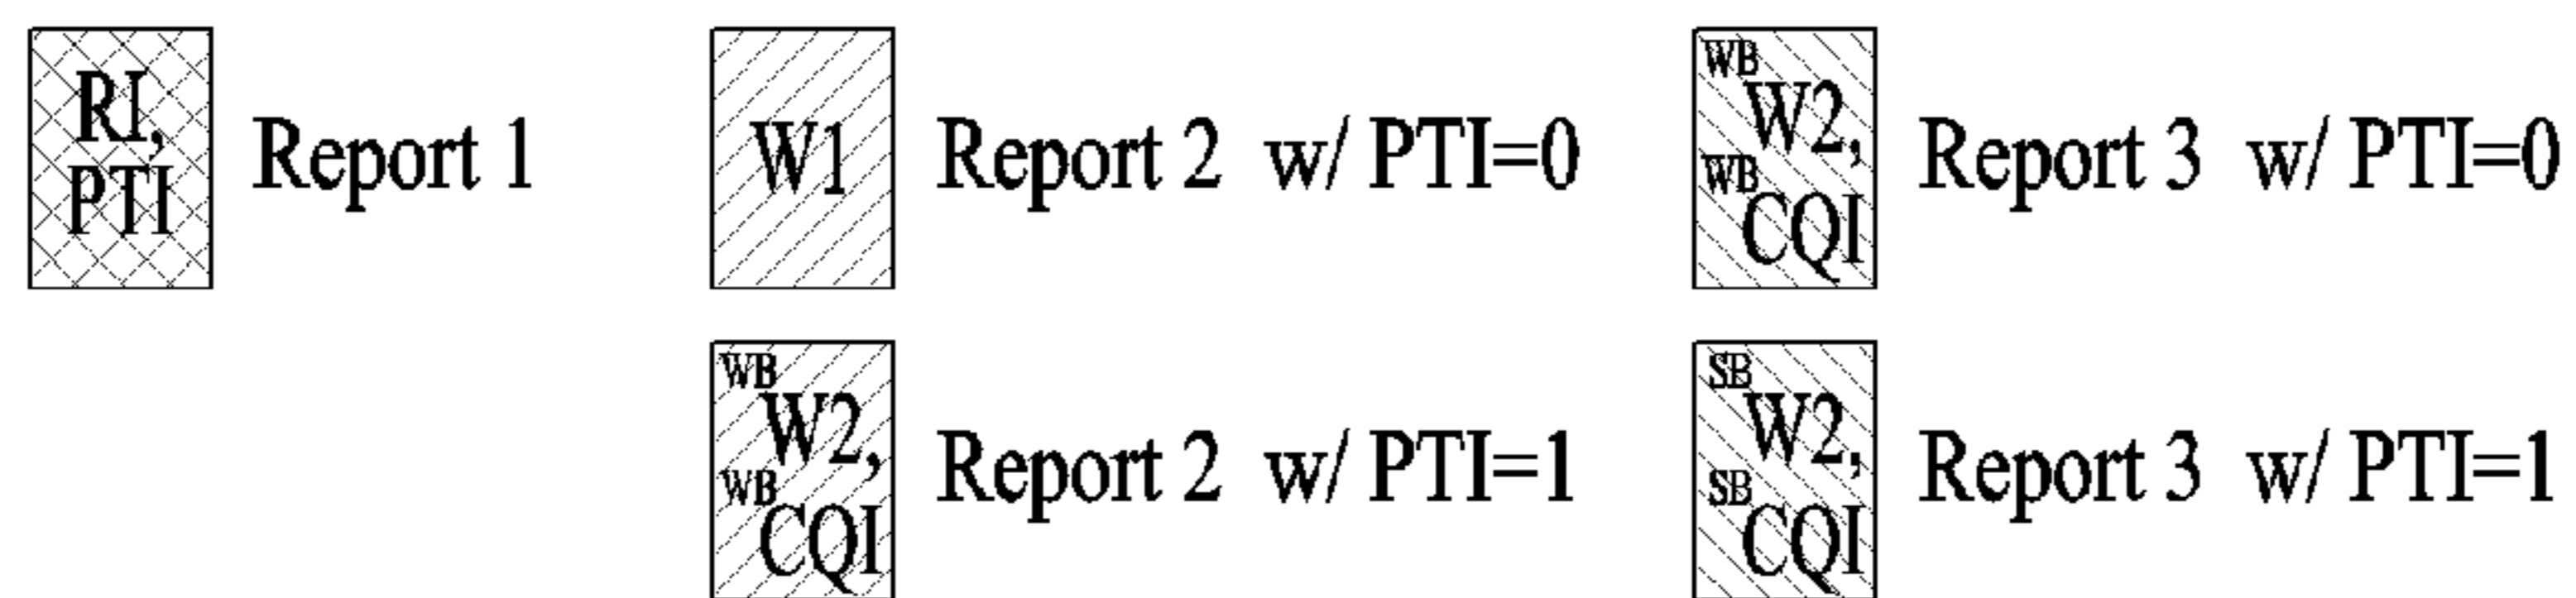 RI,
PTI
Report 1
W1
Report 2 w/ PTI=0
WB W2,
WB CQI
Report 3 w/ PTI=0
WB W2,
WB CQI
Report 2 w/ PTI=1
SB W2,
SB CQI
Report 3 w/ PTI=1